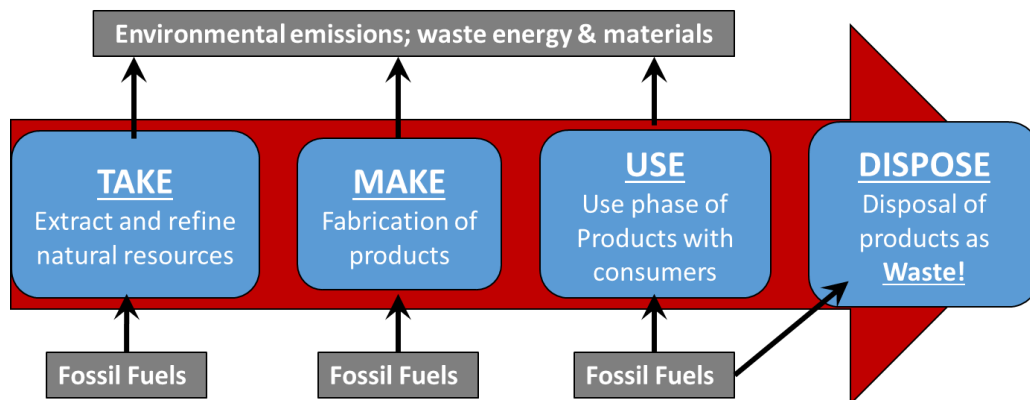 Environmental emissions; waste energy & materials
TAKE
Extract and refine
natural resources
MAKE
Fabrication of
products
USE
Use phase of
Products with
consumers
DISPOSE
Disposal of
products as
Waste!
Fossil Fuels
Fossil Fuels
Fossil Fuels